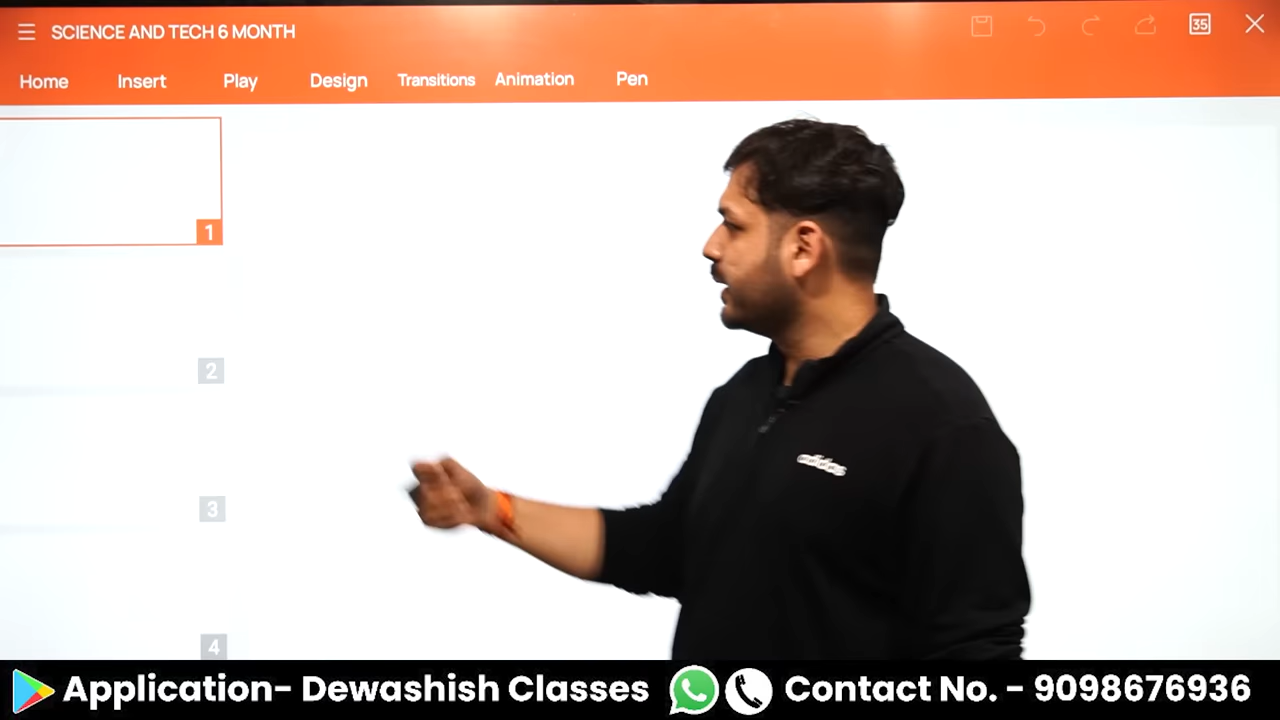 SCIENCE AND TECH 6 MONTH
35
Home Insert Play Design Transitions Animation Pen
1
2
3
4
adidas
Application- Dewashish Classes Contact No. - 9098676936